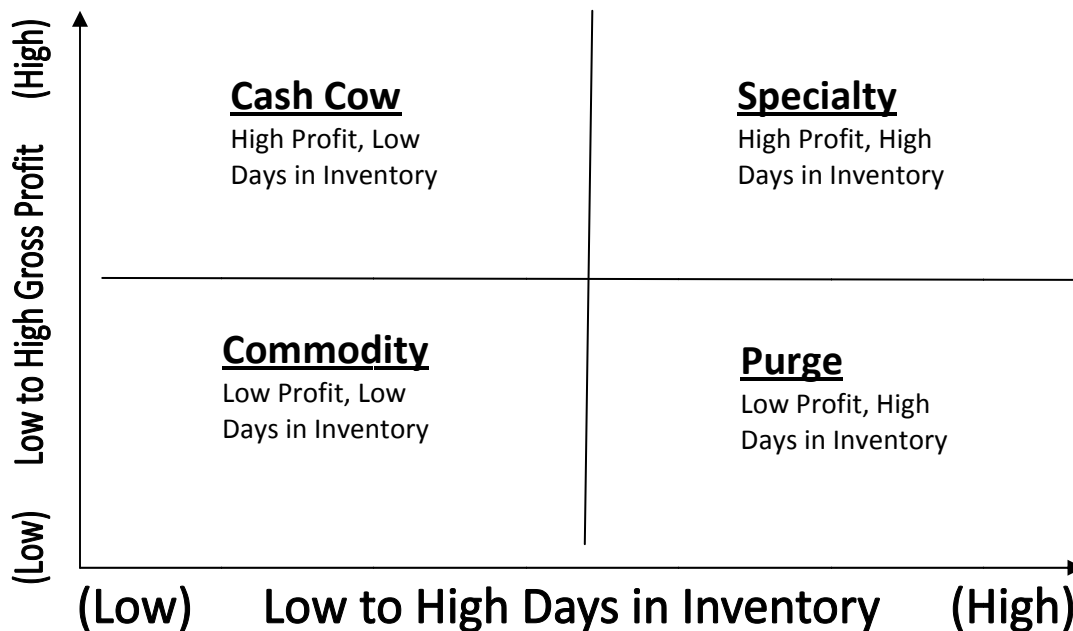 (High)
Low to High Gross Profit
(Low)
Cash Cow
High Profit, Low
Days in Inventory
Specialty
High Profit, High
Days in Inventory
Commodity
Low Profit, Low
Days in Inventory
Purge
Low Profit, High
Days in Inventory
(Low) Low to High Days in Inventory (High)